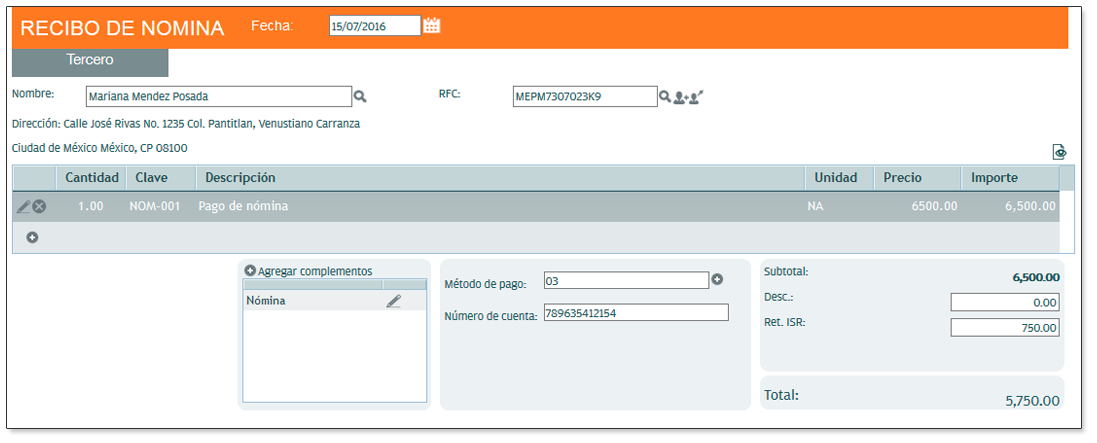 RECIBO DE NOMINA Fecha: 15/07/2016
Tercero
Nombre: Mariana Mendez Posada RFC: MEPM7307023K9
Dirección: Calle José Rivas No. 1235 Col. Pantitlan, Venustiano Carranza
Ciudad de México México, CP 08100
Cantidad Clave Descripción Unidad Precio Importe
1.00 NOM-001 Pago de nómina NA 6500.00 6,500.00
Agregar complementos
Nómina
Método de pago: 03
Número de cuenta: 789635412154
Subtotal: 6,500.00
Desc.: 0.00
Ret. ISR: 750.00
Total: 5,750.00